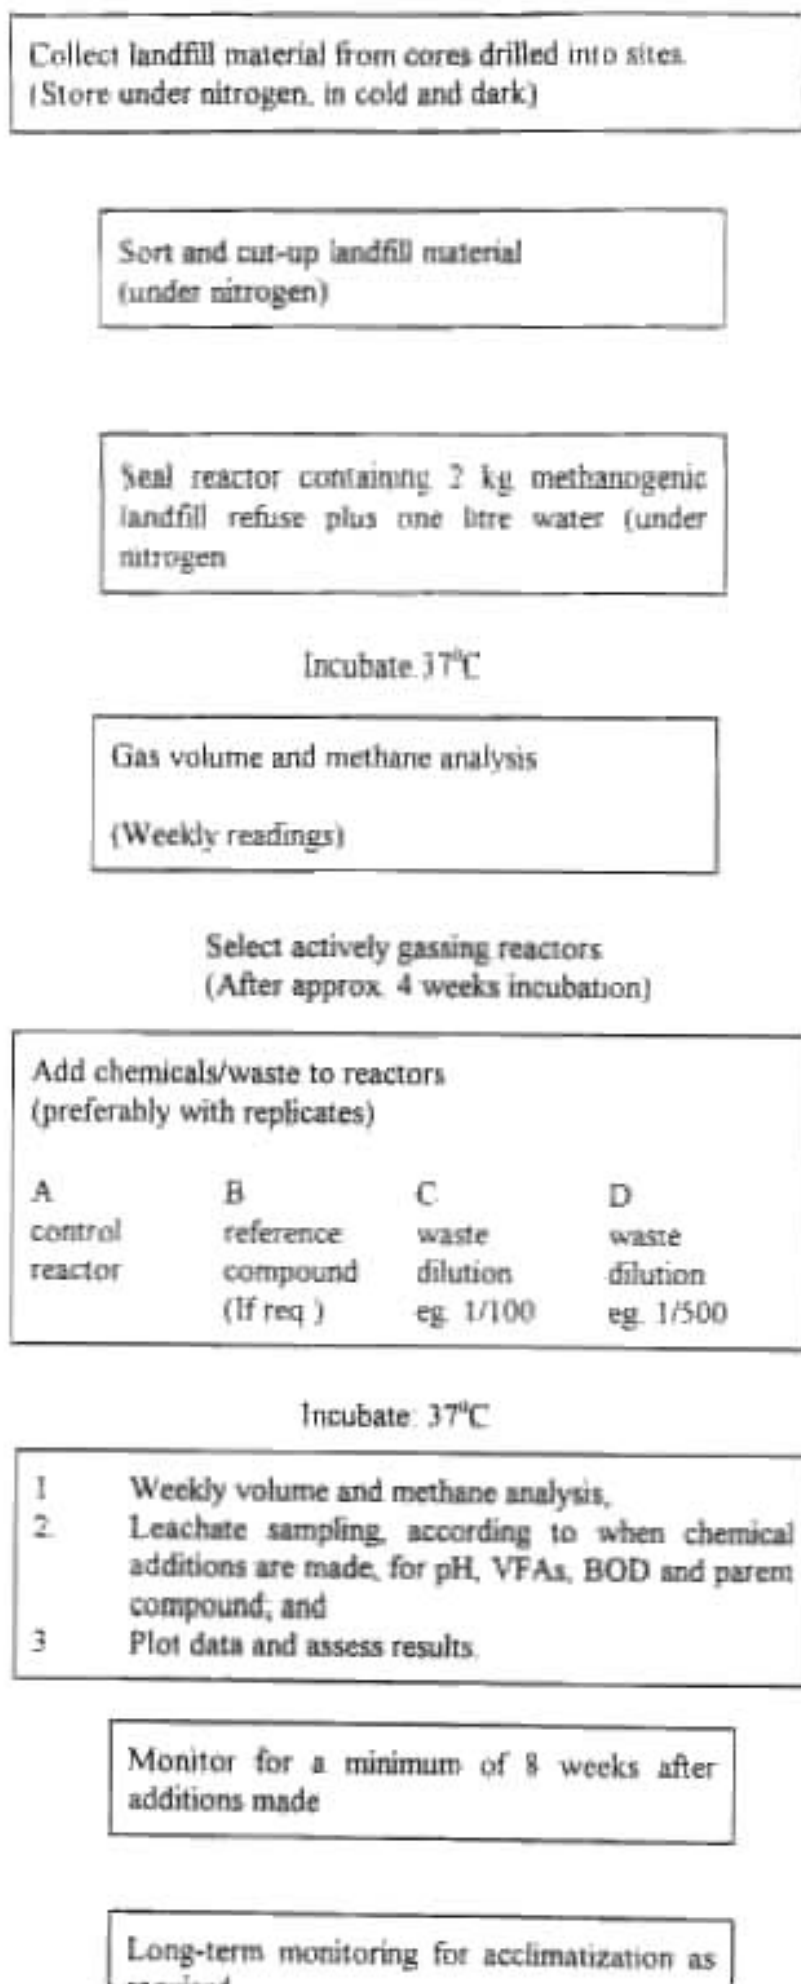 Collect landfill material from cores drilled into sites.
(Store under nitrogen, in cold and dark)
Sort and cut-up landfill material
(under nitrogen)
Seal reactor containing 2 kg methanogenic
landfill refuse plus one litre water (under
nitrogen
Incubate 37⁰C
Gas volume and methane analysis
(Weekly readings)
Select actively gassing reactors
(After approx. 4 weeks incubation)
Add chemicals/waste to reactors
(preferably with replicates)
A B C D
control reference waste waste
reactor compound dilution dilution
(If req.) eg. 1/100 eg. 1/500
Incubate: 37⁰C
1 Weekly volume and methane analysis,
2. Leachate sampling, according to when chemical
additions are made, for pH, VFAs, BOD and parent
compound; and
3 Plot data and assess results.
Monitor for a minimum of 8 weeks after
additions made
Long-term monitoring for acclimatization as